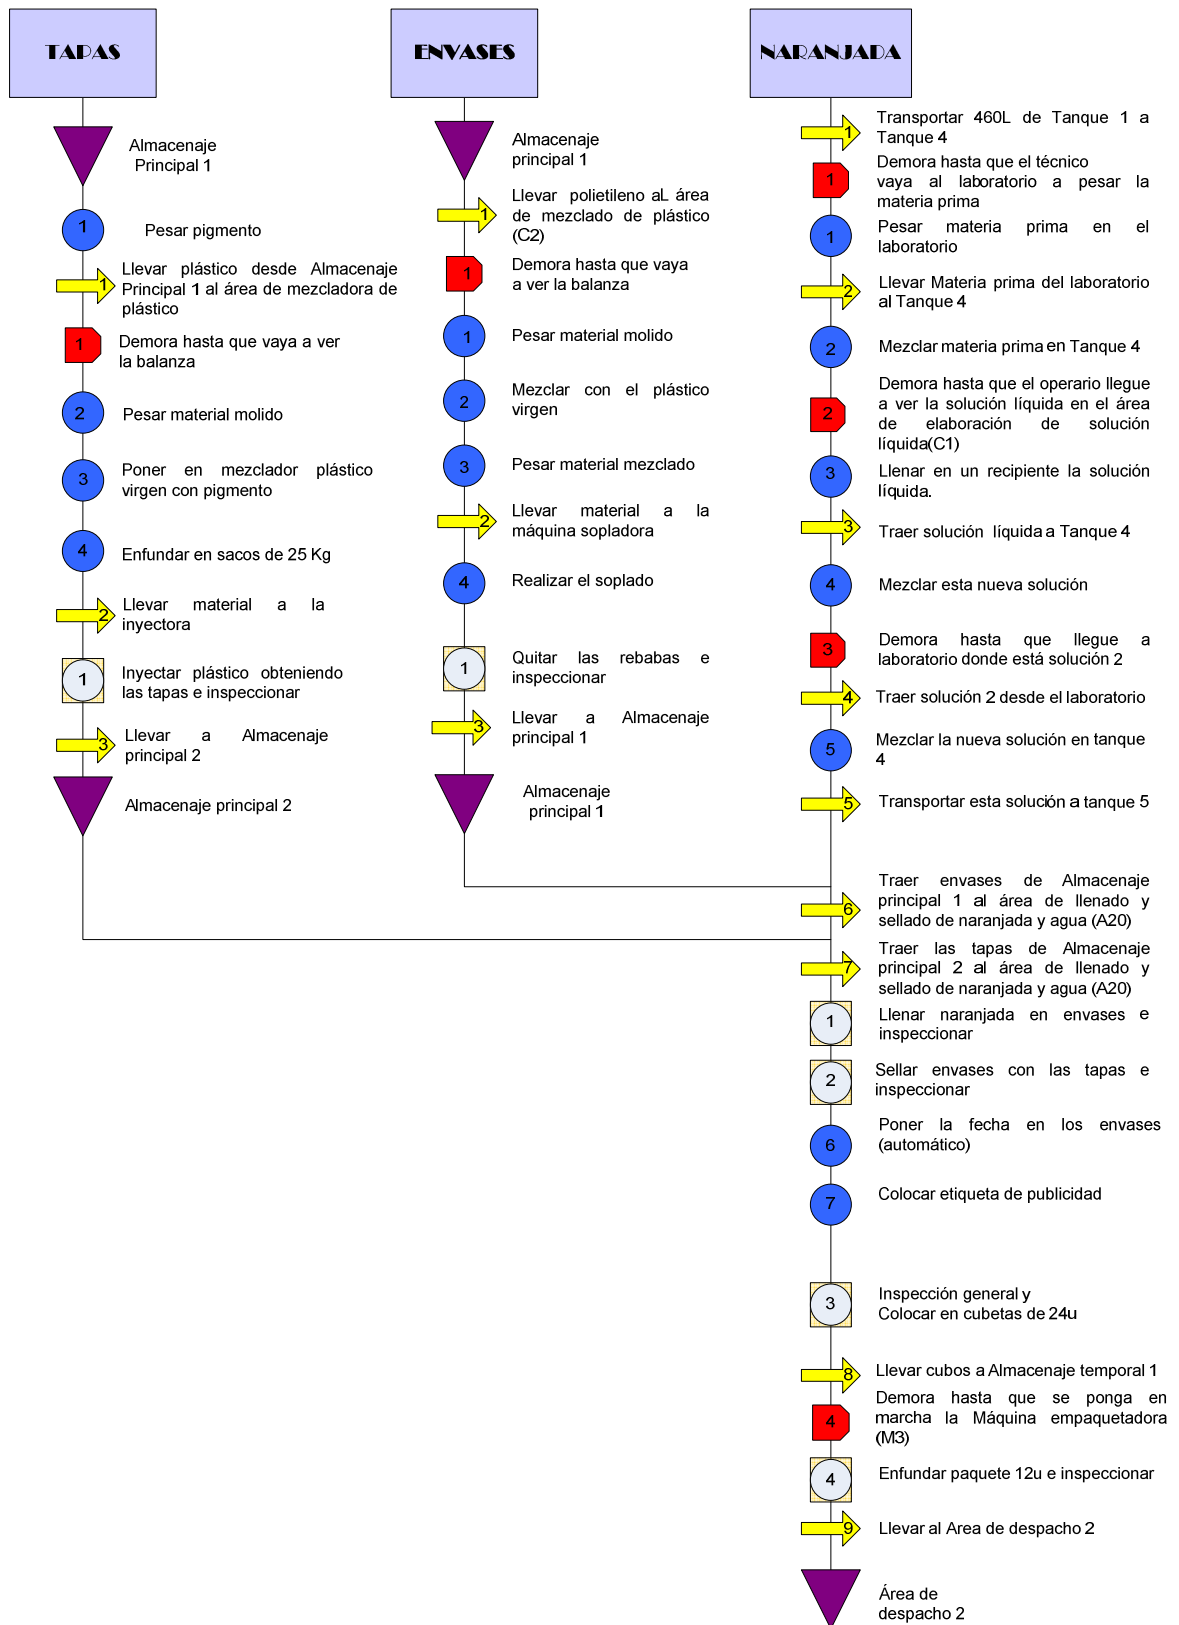 TAPAS
Almacenaje
Principal 1
1
Pesar pigmento
1
Llevar plástico desde Almacenaje
Principal 1 al área de mezcladora de
plástico
1
Demora hasta que vaya a ver
la balanza
2
Pesar material molido
3
Poner en mezclador plástico
virgen con pigmento
4
Enfundar en sacos de 25 Kg
2
Llevar material a la
inyectora
1
Inyectar plástico obteniendo
las tapas e inspeccionar
3
Llevar a Almacenaje
principal 2
Almacenaje principal 2
ENVASES
Almacenaje
principal 1
1
Llevar polietileno aL área
de mezclado de plástico
(C2)
1
Demora hasta que vaya
a ver la balanza
1
Pesar material molido
2
Mezclar con el plástico
virgen
3
Pesar material mezclado
2
Llevar material a la
máquina sopladora
4
Realizar el soplado
1
Quitar las rebabas e
inspeccionar
3
Llevar a Almacenaje
principal 1
Almacenaje
principal 1
NARANJADA
1
Transportar 460L de Tanque 1 a
Tanque 4
1
Demora hasta que el técnico
vaya al laboratorio a pesar la
materia prima
1
Pesar materia prima en el
laboratorio
2
Llevar Materia prima del laboratorio
al Tanque 4
2
Mezclar materia prima en Tanque 4
2
Demora hasta que el operario llegue
a ver la solución líquida en el área
de elaboración de solución
líquida(C1)
3
Llenar en un recipiente la solución
líquida.
3
Traer solución líquida a Tanque 4
4
Mezclar esta nueva solución
3
Demora hasta que llegue a
laboratorio donde está solución 2
4
Traer solución 2 desde el laboratorio
5
Mezclar la nueva solución en tanque
4
5
Transportar esta solución a tanque 5
6
Traer envases de Almacenaje
principal 1 al área de llenado y
sellado de naranjada y agua (A20)
7
Traer las tapas de Almacenaje
principal 2 al área de llenado y
sellado de naranjada y agua (A20)
1
Llenar naranjada en envases e
inspeccionar
2
Sellar envases con las tapas e
inspeccionar
6
Poner la fecha en los envases
(automático)
7
Colocar etiqueta de publicidad
3
Inspección general y
Colocar en cubetas de 24u
8
Llevar cubos a Almacenaje temporal 1
4
Demora hasta que se ponga en
marcha la Máquina empaquetadora
(M3)
4
Enfundar paquete 12u e inspeccionar
9
Llevar al Area de despacho 2
Área de
despacho 2